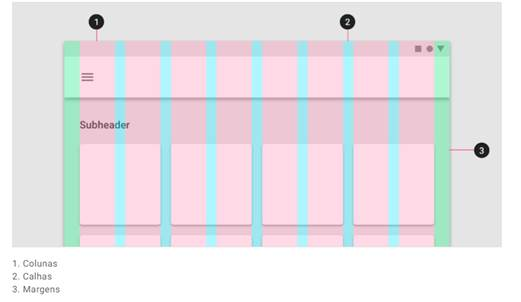 1
2
Subheader
3
1. Colunas
2. Calhas
3. Margens